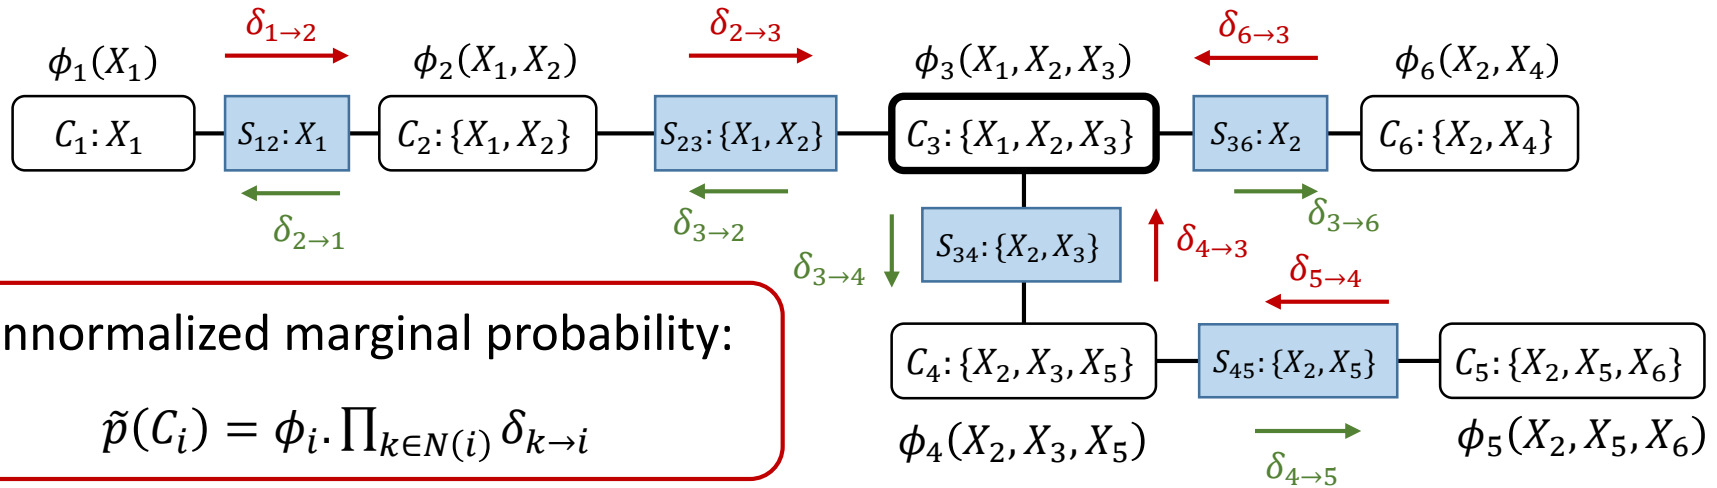 δ₁→₂ δ₂→₃ δ₆→₃
ϕ₁(X₁) ϕ₂(X₁, X₂) ϕ₃(X₁, X₂, X₃) ϕ₆(X₂, X₄)
C₁: X₁ S₁₂: X₁ C₂: {X₁, X₂} S₂₃: {X₁, X₂} C₃: {X₁, X₂, X₃} S₃₆: X₂ C₆: {X₂, X₄}
δ₂→₁ δ₃→₂ δ₃→₆
δ₃→₄ S₃₄: {X₂, X₃} δ₄→₃
δ₅→₄
nnormalized marginal probability:
C₄: {X₂, X₃, X₅} S₄₅: {X₂, X₅} C₅: {X₂, X₅, X₆}
p̃(Cᵢ) = ϕᵢ. ∏ₖ∈N(i) δₖ→ᵢ
ϕ₄(X₂, X₃, X₅) δ₄→₅ ϕ₅(X₂, X₅, X₆)